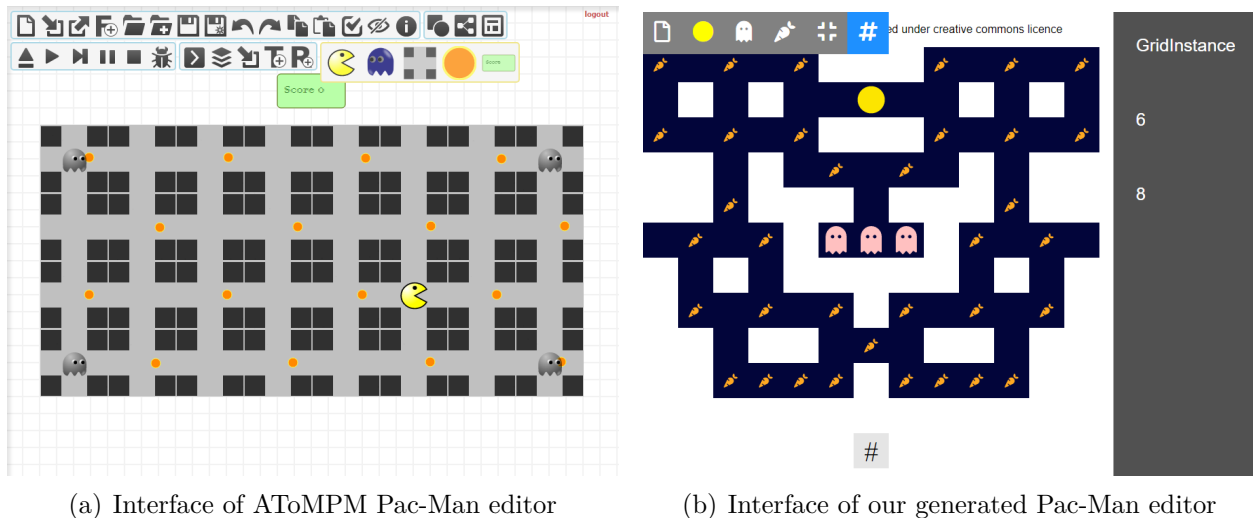 logout
Score 0
Score
ed under creative commons licence
#
GridInstance
6
8
#
(a) Interface of AToMPM Pac-Man editor
(b) Interface of our generated Pac-Man editor